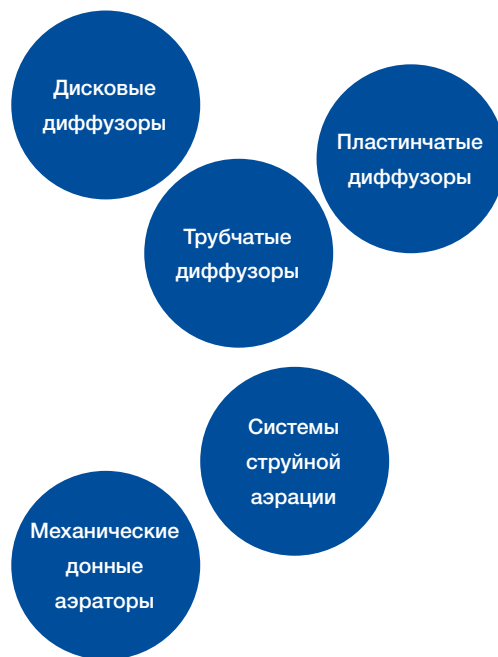 Дисковые
диффузоры
Пластинчатые
диффузоры
Трубчатые
диффузоры
Системы
струйной
аэрации
Механические
донные
аэраторы